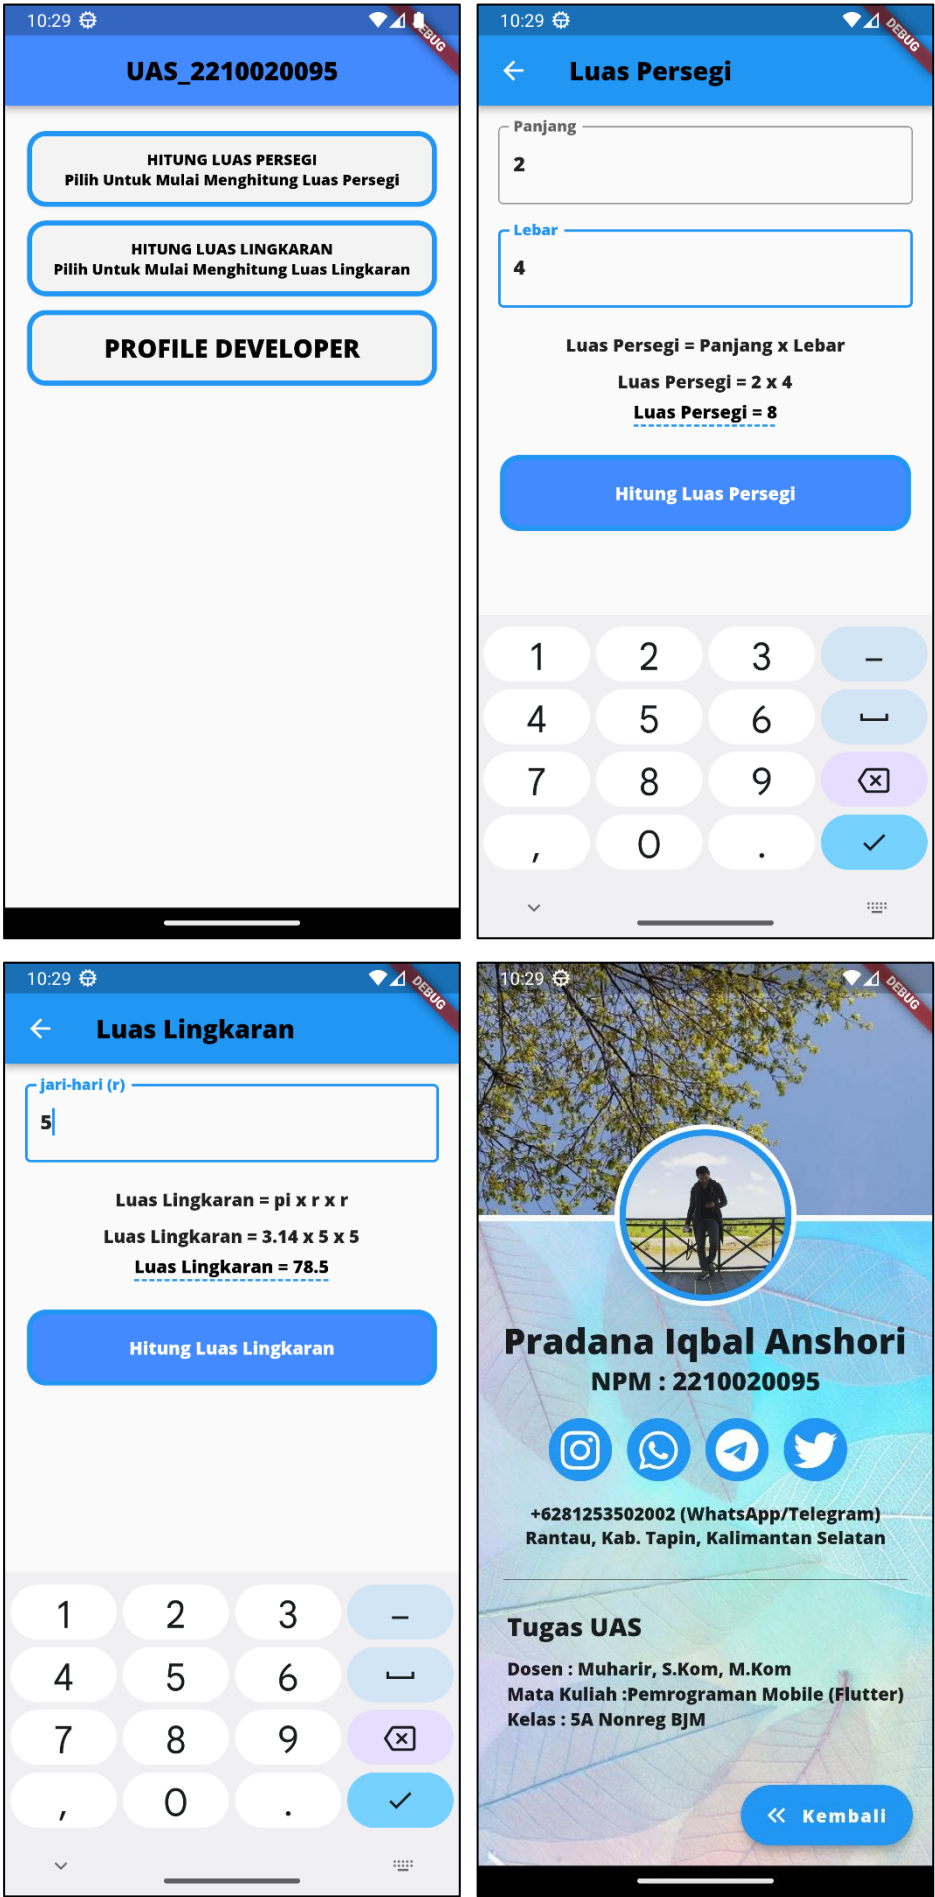 10:29
DEBUG
UAS_2210020095
HITUNG LUAS PERSEGI
Pilih Untuk Mulai Menghitung Luas Persegi
HITUNG LUAS LINGKARAN
Pilih Untuk Mulai Menghitung Luas Lingkaran
PROFILE DEVELOPER
10:29
DEBUG
Luas Persegi
Panjang
2
Lebar
4
Luas Persegi = Panjang x Lebar
Luas Persegi = 2 x 4
Luas Persegi = 8
Hitung Luas Persegi
1 2 3 –
4 5 6
7 8 9
, 0 .
10:29
DEBUG
Luas Lingkaran
jari-hari (r)
5
Luas Lingkaran = pi x r x r
Luas Lingkaran = 3.14 x 5 x 5
Luas Lingkaran = 78.5
Hitung Luas Lingkaran
1 2 3 –
4 5 6
7 8 9
, 0 .
10:29
DEBUG
Pradana Iqbal Anshori
NPM : 2210020095
+6281253502002 (WhatsApp/Telegram)
Rantau, Kab. Tapin, Kalimantan Selatan
Tugas UAS
Dosen : Muharir, S.Kom, M.Kom
Mata Kuliah :Pemrograman Mobile (Flutter)
Kelas : 5A Nonreg BJM
Kembali